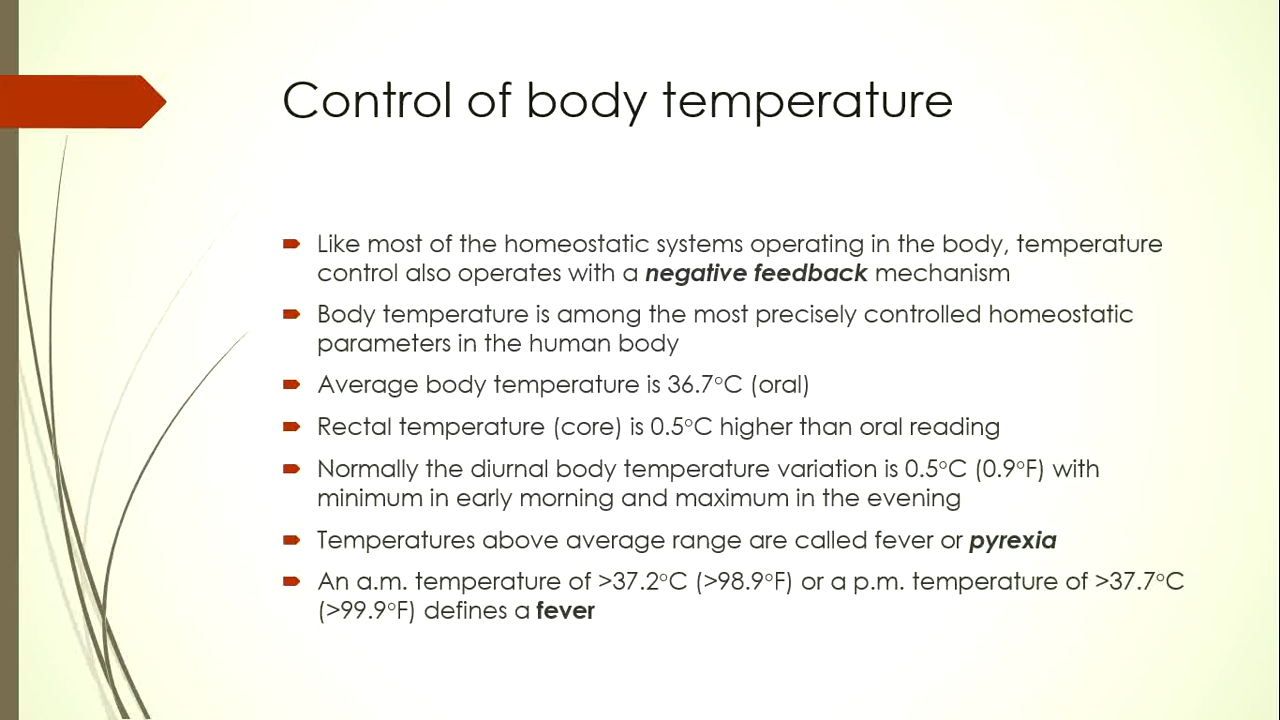 Control of body temperature
Like most of the homeostatic systems operating in the body, temperature
control also operates with a negative feedback mechanism
Body temperature is among the most precisely controlled homeostatic
parameters in the human body
Average body temperature is 36.7°C (oral)
Rectal temperature (core) is 0.5°C higher than oral reading
Normally the diurnal body temperature variation is 0.5°C (0.9°F) with
minimum in early morning and maximum in the evening
Temperatures above average range are called fever or pyrexia
An a.m. temperature of >37.2°C (>98.9°F) or a p.m. temperature of >37.7°C
(>99.9°F) defines a fever